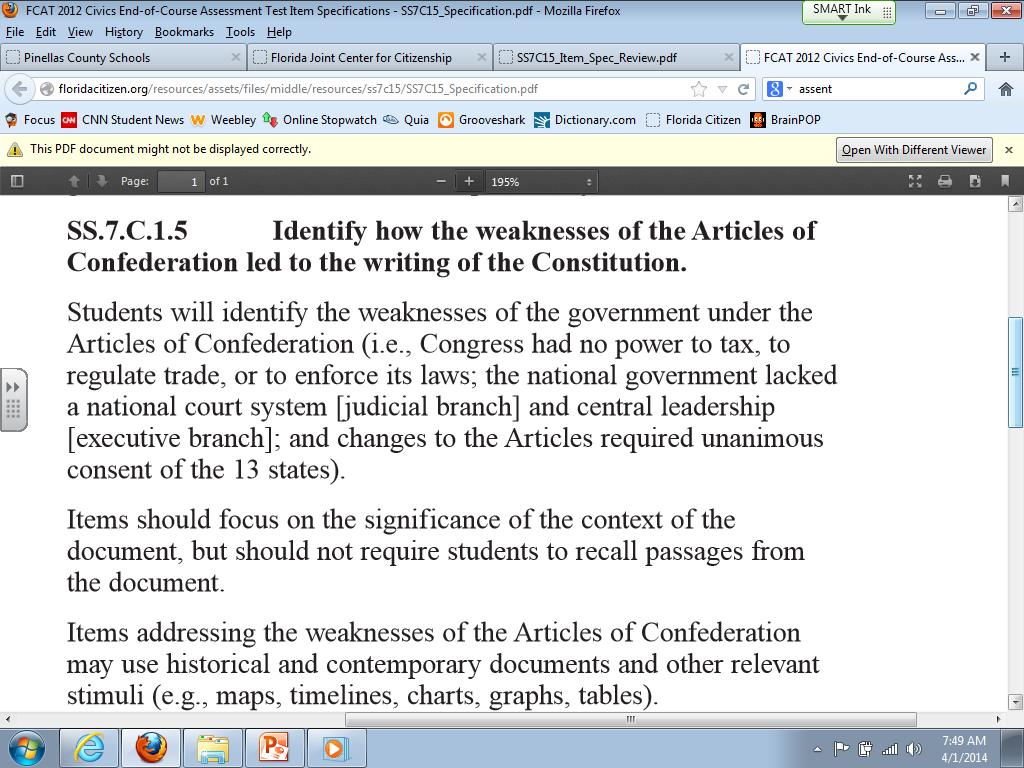 FCAT 2012 Civics End-of-Course Assessment Test Item Specifications - SS7C15_Specification.pdf - Mozilla Firefox
SMART Ink
File Edit View History Bookmarks Tools Help
Pinellas County Schools
Florida Joint Center for Citizenship
SS7C15_Item_Spec_Review.pdf
FCAT 2012 Civics End-of-Course Ass...
floridacitizen.org/resources/assets/files/middle/resources/ss7c15/SS7C15_Specification.pdf
assent
Focus CNN Student News Weebley Online Stopwatch Quia Grooveshark Dictionary.com Florida Citizen BrainPOP
This PDF document might not be displayed correctly.
Open With Different Viewer
Page: 1 of 1
195%
SS.7.C.1.5 Identify how the weaknesses of the Articles of
Confederation led to the writing of the Constitution.
Students will identify the weaknesses of the government under the
Articles of Confederation (i.e., Congress had no power to tax, to
regulate trade, or to enforce its laws; the national government lacked
a national court system [judicial branch] and central leadership
[executive branch]; and changes to the Articles required unanimous
consent of the 13 states).
Items should focus on the significance of the context of the
document, but should not require students to recall passages from
the document.
Items addressing the weaknesses of the Articles of Confederation
may use historical and contemporary documents and other relevant
stimuli (e.g., maps, timelines, charts, graphs, tables).
7:49 AM
4/1/2014